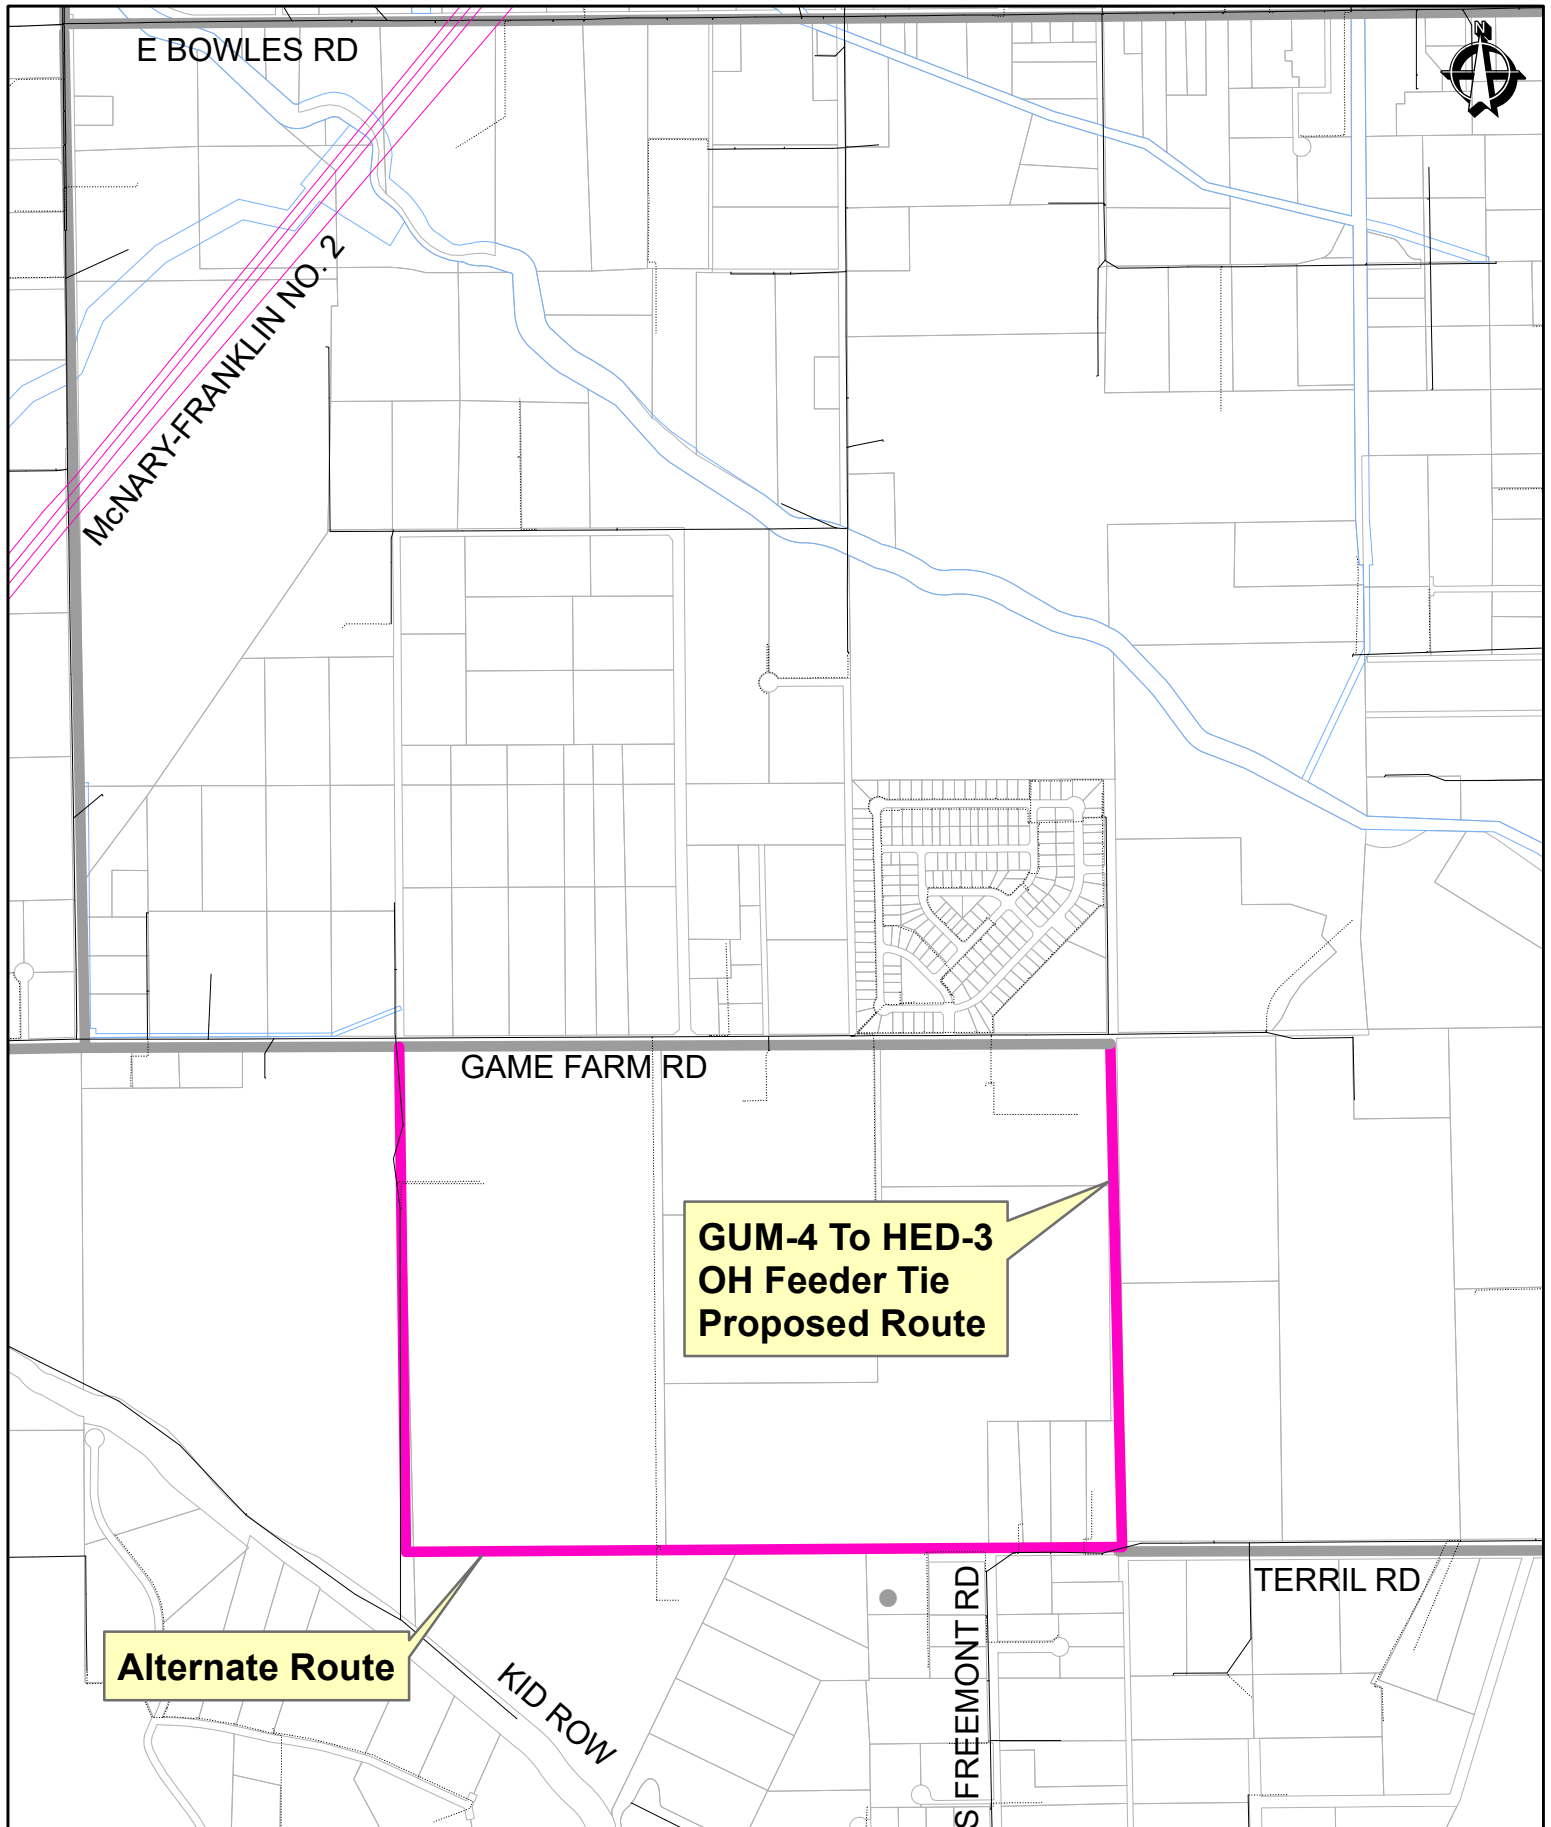 E BOWLES RD
N
McNARY-FRANKLIN NO. 2
GAME FARM RD
GUM-4 To HED-3
OH Feeder Tie
Proposed Route
TERRIL RD
Alternate Route
KID ROW
S FREEMONT RD